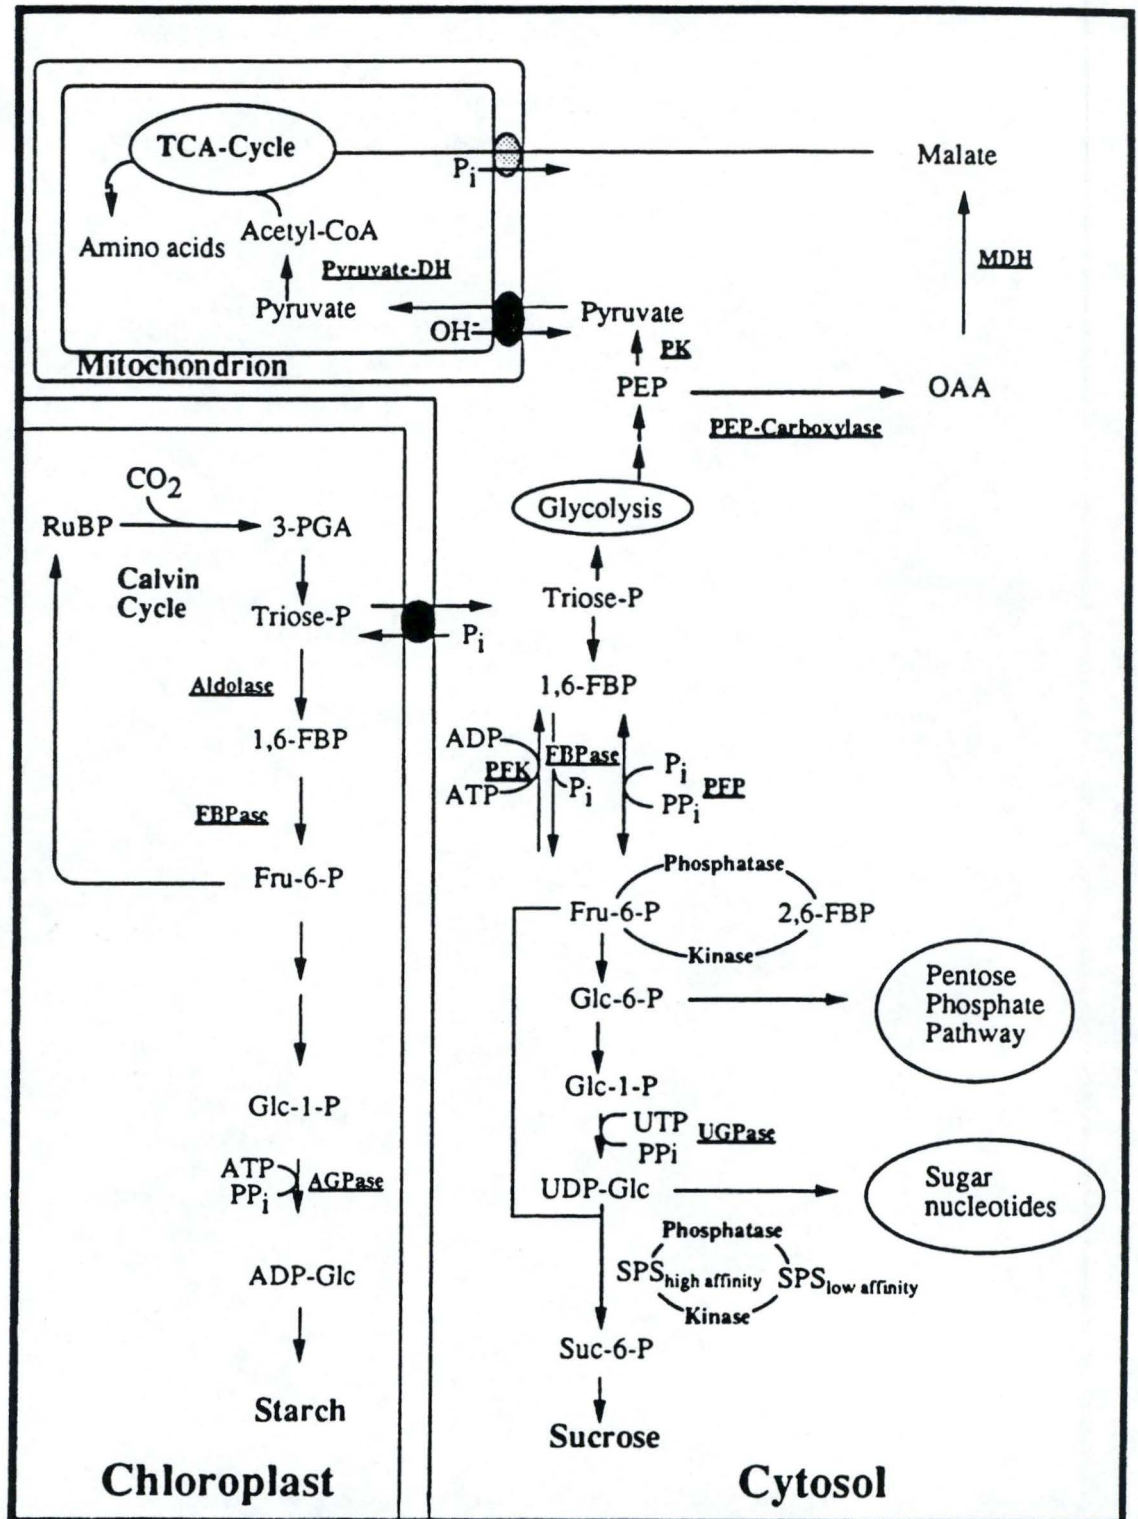 TCA-Cycle
Pi
Malate
Amino acids
Acetyl-CoA
Pyruvate-DH
MDH
Pyruvate
OH-
Pyruvate
PK
Mitochondrion
PEP
OAA
PEP-Carboxylase
CO2
Glycolysis
RuBP
3-PGA
Calvin
Cycle
Triose-P
Pi
Triose-P
Aldolase
1,6-FBP
1,6-FBP
ADP
PFK
ATP
FBPase
Pi
Pi
PPi
PFP
FBPase
Fru-6-P
Phosphatase
Fru-6-P
2,6-FBP
Kinase
Glc-6-P
Pentose
Phosphate
Pathway
Glc-1-P
Glc-1-P
UTP
PPi
UGPase
ATP
PPi
AGPase
UDP-Glc
Sugar
nucleotides
Phosphatase
ADP-Glc
SPS high affinity
SPS low affinity
Kinase
Suc-6-P
Starch
Sucrose
Chloroplast
Cytosol